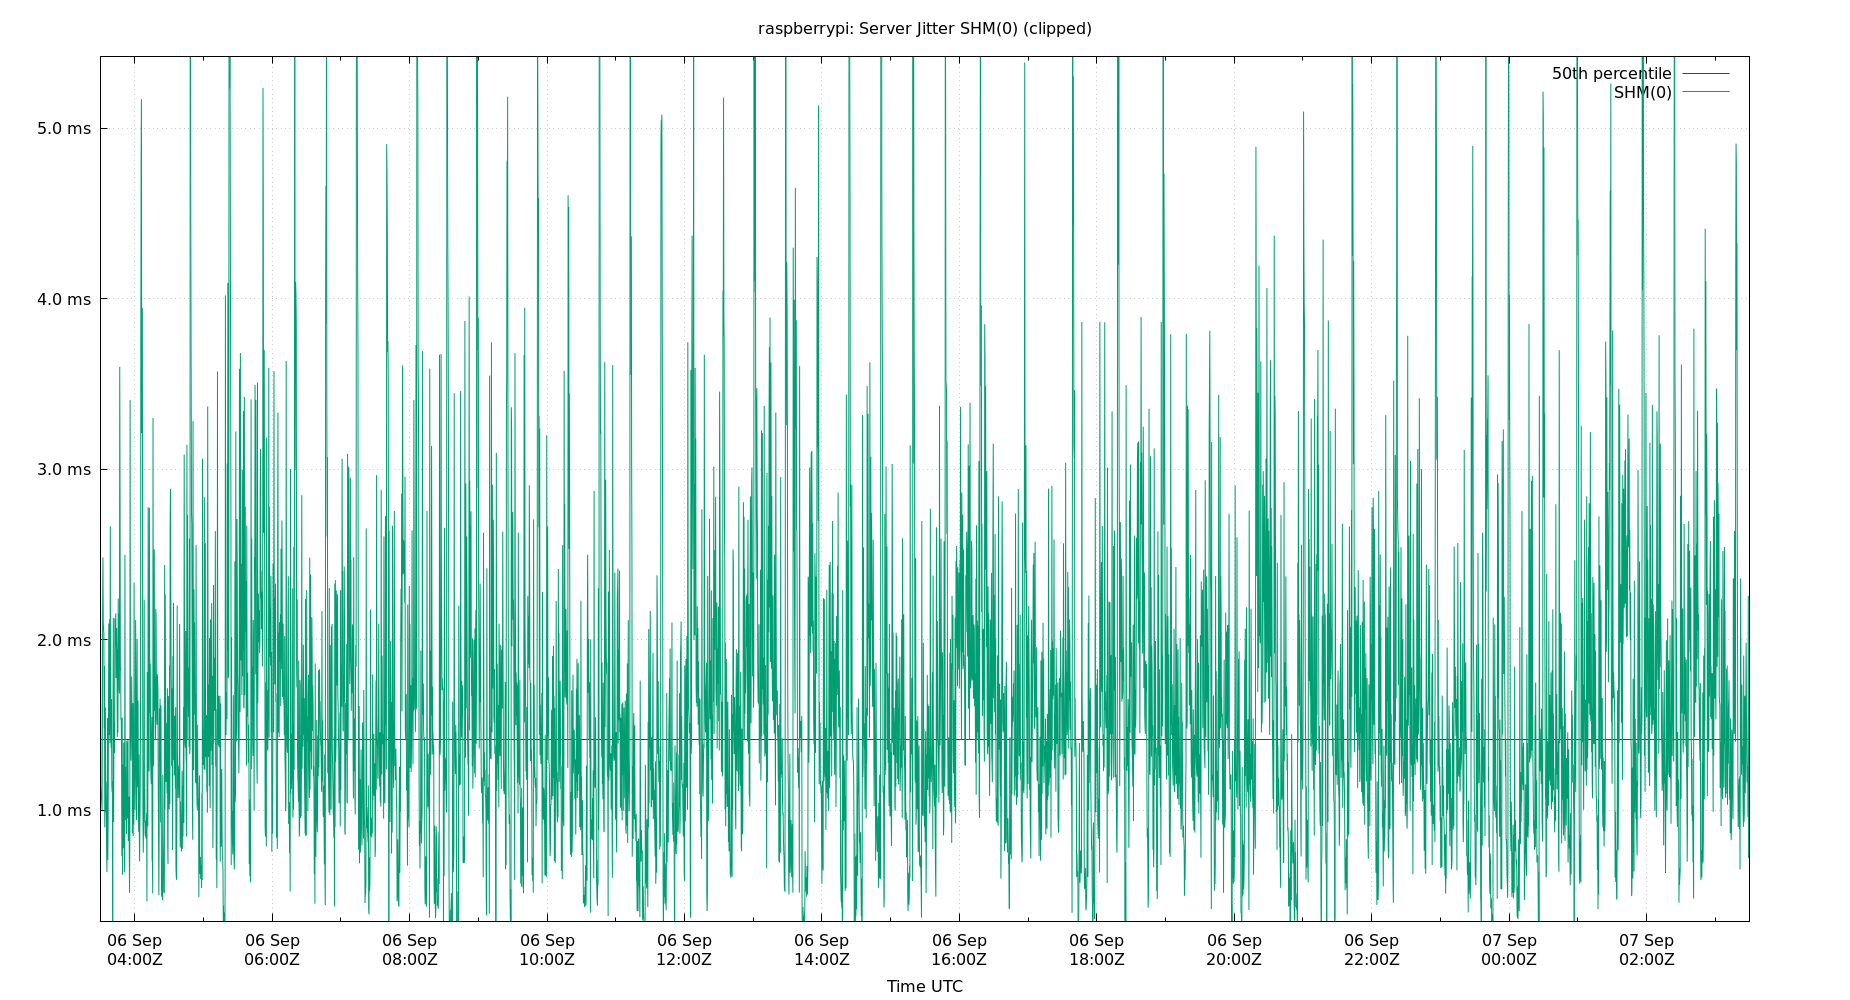 raspberrypi: Server Jitter SHM(0) (clipped)
50th percentile
SHM(0)
5.0 ms
4.0 ms
3.0 ms
2.0 ms
1.0 ms
06 Sep 06 Sep 06 Sep 06 Sep 06 Sep 06 Sep 06 Sep 06 Sep 06 Sep 06 Sep 07 Sep 07 Sep
04:00Z 06:00Z 08:00Z 10:00Z 12:00Z 14:00Z 16:00Z 18:00Z 20:00Z 22:00Z 00:00Z 02:00Z
Time UTC